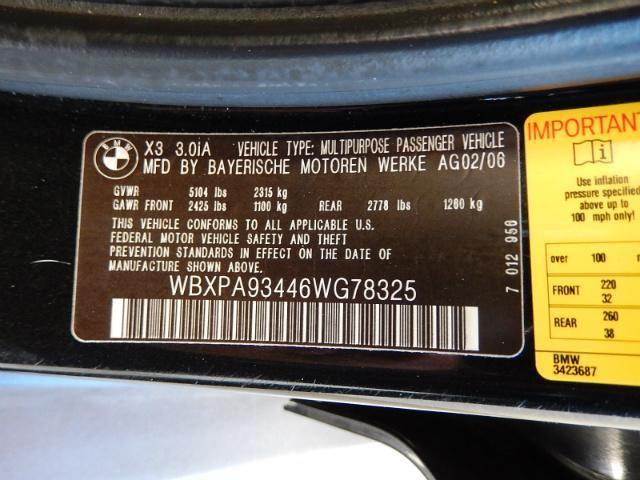 BMW
X3 3.0iA VEHICLE TYPE: MULTIPURPOSE PASSENGER VEHICLE
MFD BY BAYERISCHE MOTOREN WERKE AG02/06
GVWR 5104 lbs 2315 kg
GAWR FRONT 2425 lbs 1100 kg REAR 2778 lbs 1260 kg
THIS VEHICLE CONFORMS TO ALL APPLICABLE U.S.
FEDERAL MOTOR VEHICLE SAFETY AND THEFT
PREVENTION STANDARDS IN EFFECT ON THE DATE
OF MANUFACTURE SHOWN ABOVE.
WBXPA93446WG78325
7 012 950
IMPORTANT
Use inflation
pressure specified
above for up to
100 mph only!
over 100
FRONT 220
32
REAR 260
38
BMW
3423687